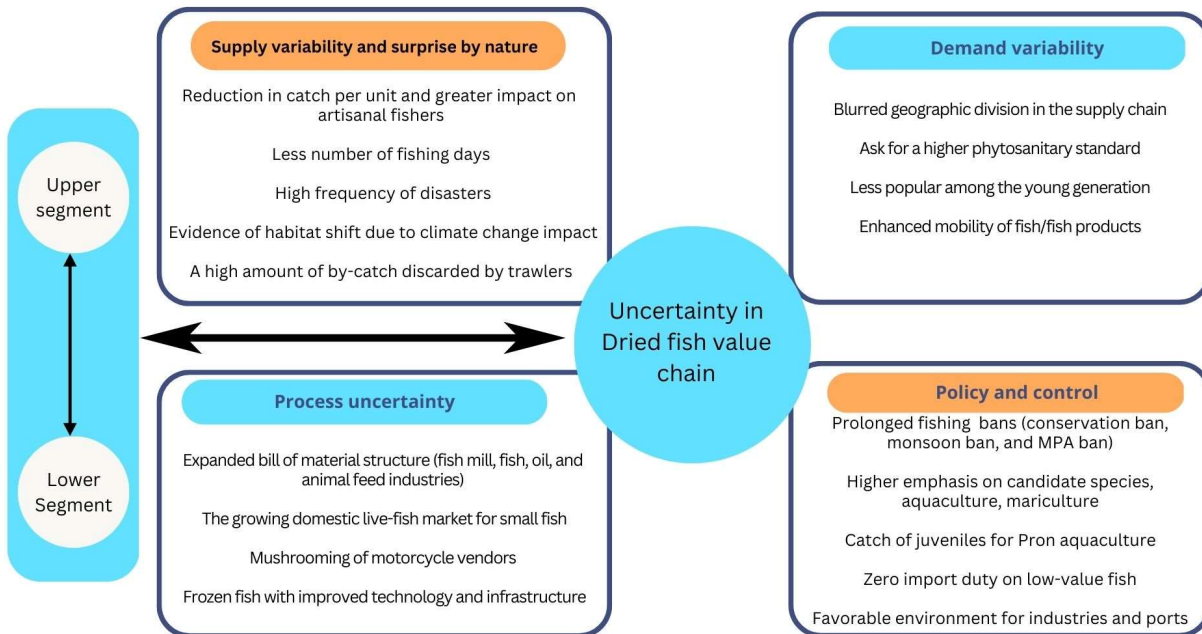 Upper
segment
Lower
Segment
Supply variability and surprise by nature
Reduction in catch per unit and greater impact on
artisanal fishers
Less number of fishing days
High frequency of disasters
Evidence of habitat shift due to climate change impact
A high amount of by-catch discarded by trawlers
Demand variability
Blurred geographic division in the supply chain
Ask for a higher phytosanitary standard
Less popular among the young generation
Enhanced mobility of fish/fish products
Uncertainty in
Dried fish value
chain
Process uncertainty
Expanded bill of material structure (fish mill, fish, oil, and
animal feed industries)
The growing domestic live-fish market for small fish
Mushrooming of motorcycle vendors
Frozen fish with improved technology and infrastructure
Policy and control
Prolonged fishing bans (conservation ban,
monsoon ban, and MPA ban)
Higher emphasis on candidate species,
aquaculture, mariculture
Catch of juveniles for Pron aquaculture
Zero import duty on low-value fish
Favorable environment for industries and ports